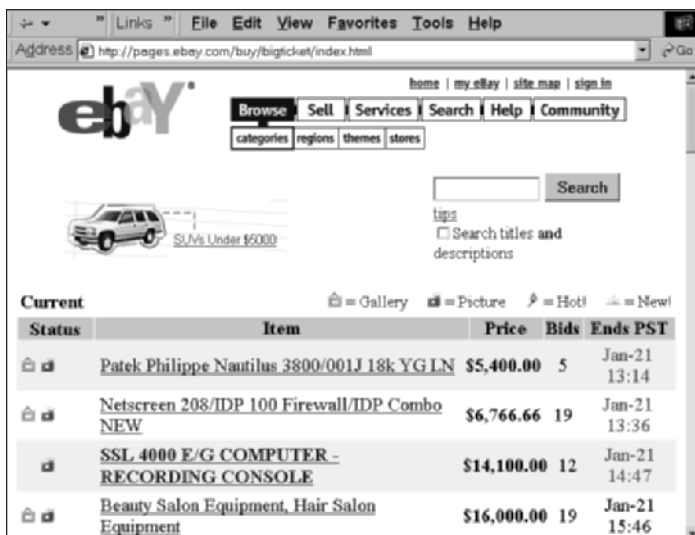 » Links » File Edit View Favorites Tools Help
Address http://pages.ebay.com/buy/bigticket/index.html Go
home | my eBay | site map | sign in
ebaY®
Browse Sell Services Search Help Community
categories regions themes stores
Search
tips
Search titles and
descriptions
SUVs Under $5000
Current = Gallery = Picture = Hot! = New!
Status Item Price Bids Ends PST
Patek Philippe Nautilus 3800/001J 18k YG LN $5,400.00 5 Jan-21
13:14
Netscreen 208/IDP 100 Firewall/IDP Combo
NEW $6,766.66 19 Jan-21
13:36
SSL 4000 E/G COMPUTER -
RECORDING CONSOLE $14,100.00 12 Jan-21
14:47
Beauty Salon Equipment, Hair Salon
Equipment $16,000.00 19 Jan-21
15:46